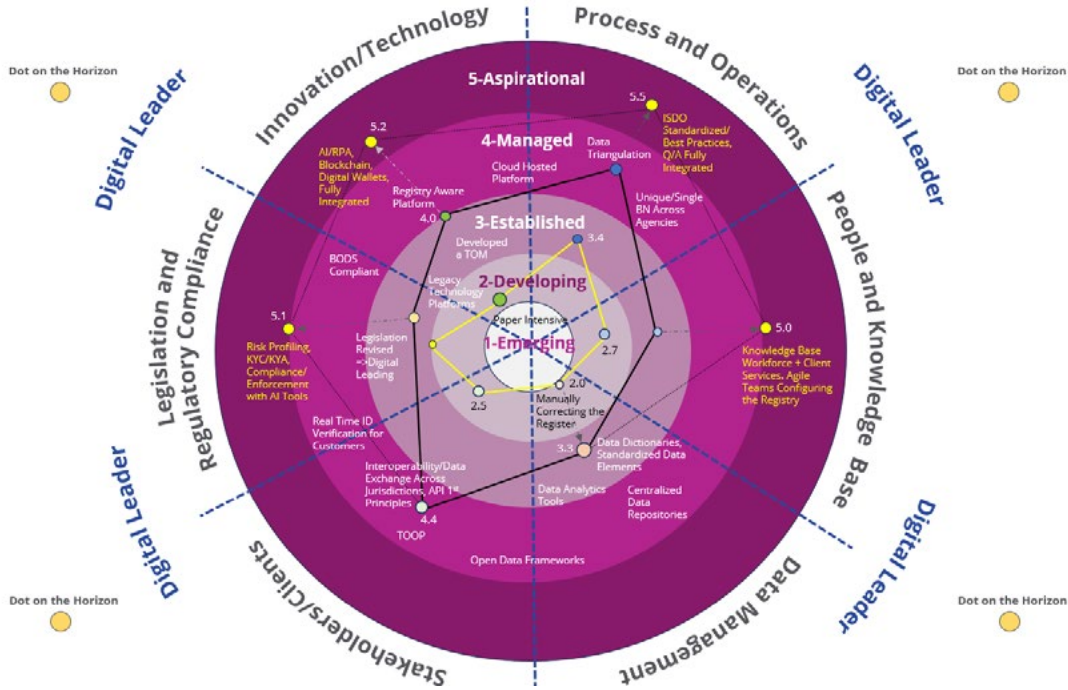 Innovation/Technology
Process and Operations
Dot on the Horizon
Dot on the Horizon
Digital Leader
Digital Leader
5-Aspirational
5.2
5.5
AI/RPA,
Blockchain,
Digital Wallets,
Fully
Integrated
ISDO
Standardized/
Best Practices,
Q/A Fully
Integrated
4-Managed
Data
Triangulation
Cloud Hosted
Platform
Registry Aware
Platform
4.0
Unique/Single
BN Across
Agencies
3-Established
3.4
Developed
a TOM
BODS
Compliant
Legislation and
Regulatory Compliance
People and Knowledge Base
2-Developing
Legacy
Technology
Platforms
Paper Intensive
1-Emerging
5.1
5.0
Risk Profiling,
KYC/KYA,
Compliance/
Enforcement
with AI Tools
Legislation
Revised
=>Digital
Leading
2.7
Knowledge Base
Workforce + Client
Services. Agile
Teams Configuring
the Registry
2.5
2.0
Manually
Correcting the
Register
Real Time ID
Verification for
Customers
3.3
Data Dictionaries,
Standardized Data
Elements
Interoperability/Data
Exchange Across
Jurisdictions, API 1st
Principles
4.4
TOOP
Data Analytics
Tools
Centralized
Data
Repositories
Open Data Frameworks
Digital Leader
Digital Leader
Stakeholders/Clients
Data Management
Dot on the Horizon
Dot on the Horizon